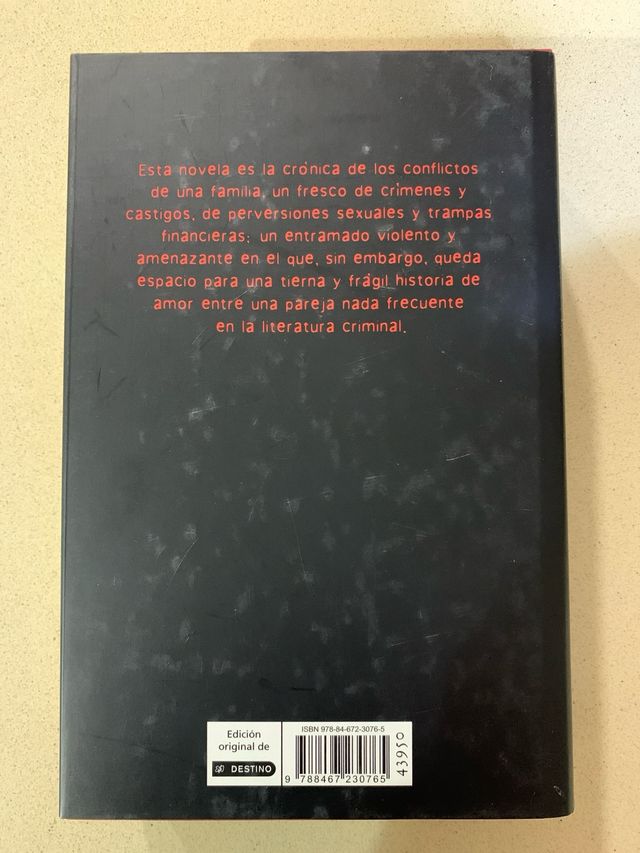 Esta novela es la crónica de los conflictos
de una familia, un fresco de crímenes y
castigos, de perversiones sexuales y trampas
financieras: un entramado violento y
amenazante en el que, sin embargo, queda
espacio para una tierna y frágil historia de
amor entre una pareja nada frecuente
en la literatura criminal.
Edición
original de
DESTINO
ISBN 978-84-672-3076-5
9 788467 230765
43950